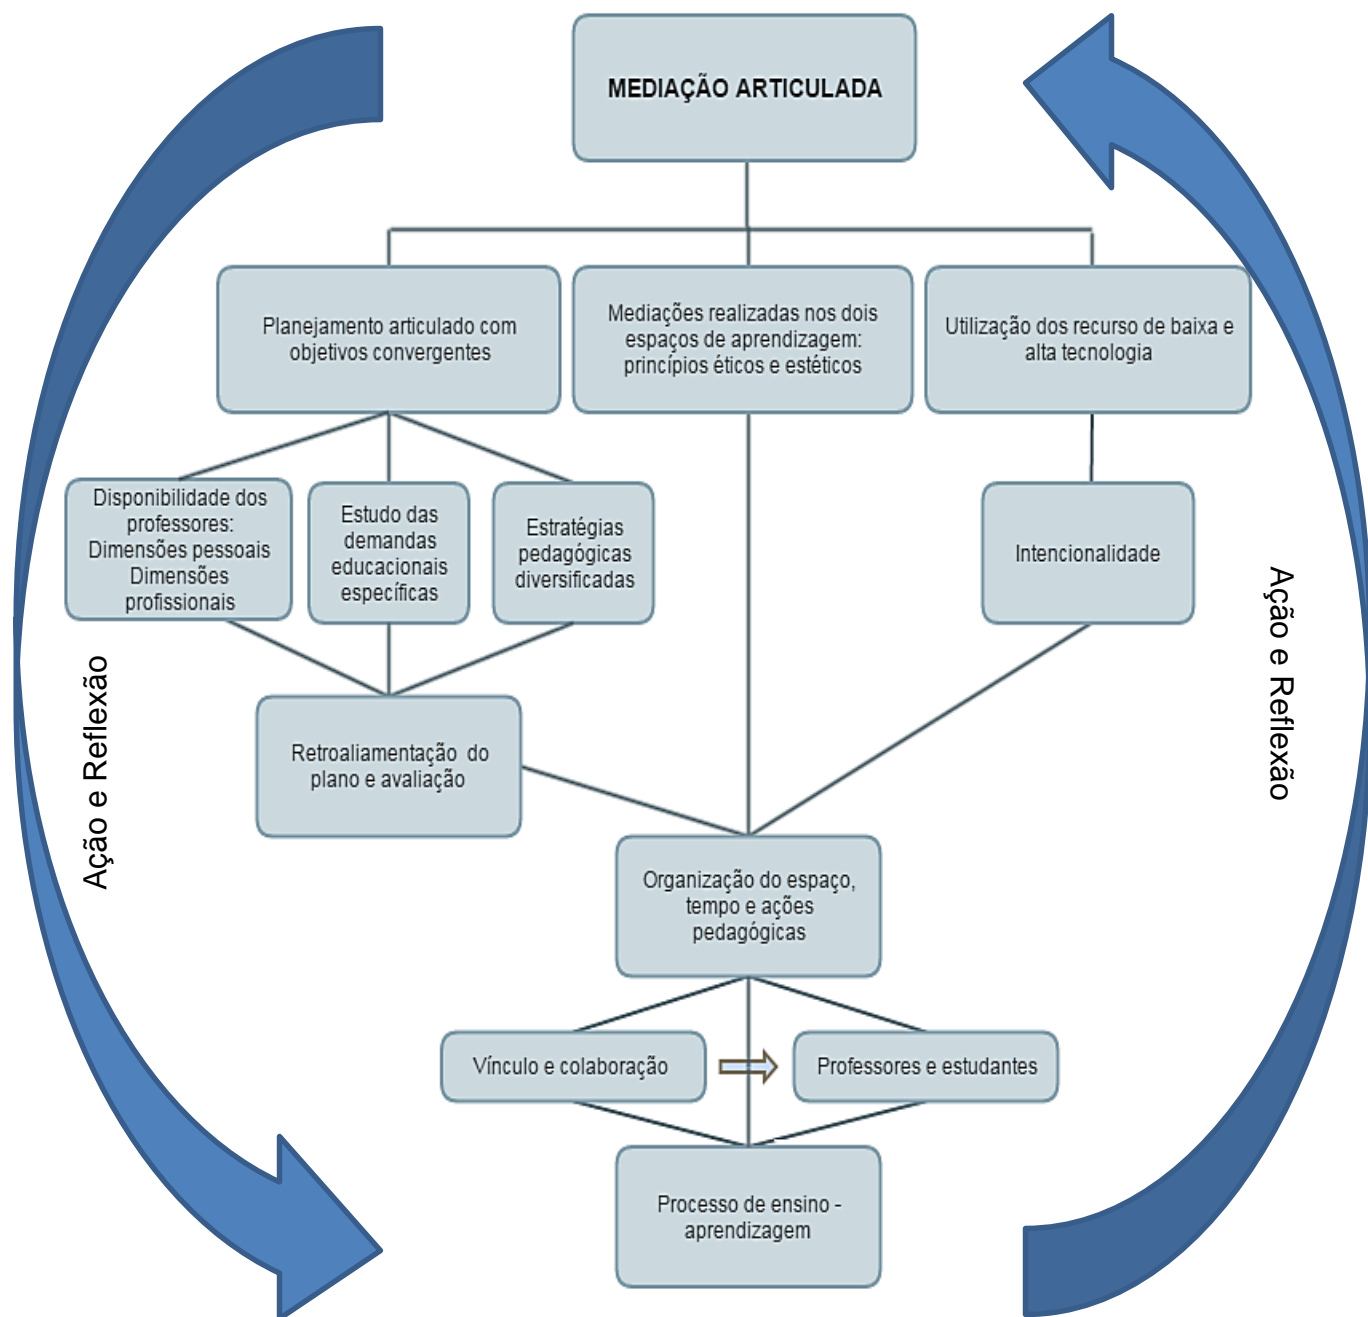 MEDIAÇÃO ARTICULADA
Planejamento articulado com
objetivos convergentes
Mediações realizadas nos dois
espaços de aprendizagem:
princípios éticos e estéticos
Utilização dos recurso de baixa e
alta tecnologia
Disponibilidade dos
professores:
Dimensões pessoais
Dimensões
profissionais
Estudo das
demandas
educacionais
específicas
Estratégias
pedagógicas
diversificadas
Intencionalidade
Ação e Reflexão
Ação e Reflexão
Retroaliamentação do
plano e avaliação
Organização do espaço,
tempo e ações
pedagógicas
Vínculo e colaboração
Professores e estudantes
Processo de ensino -
aprendizagem